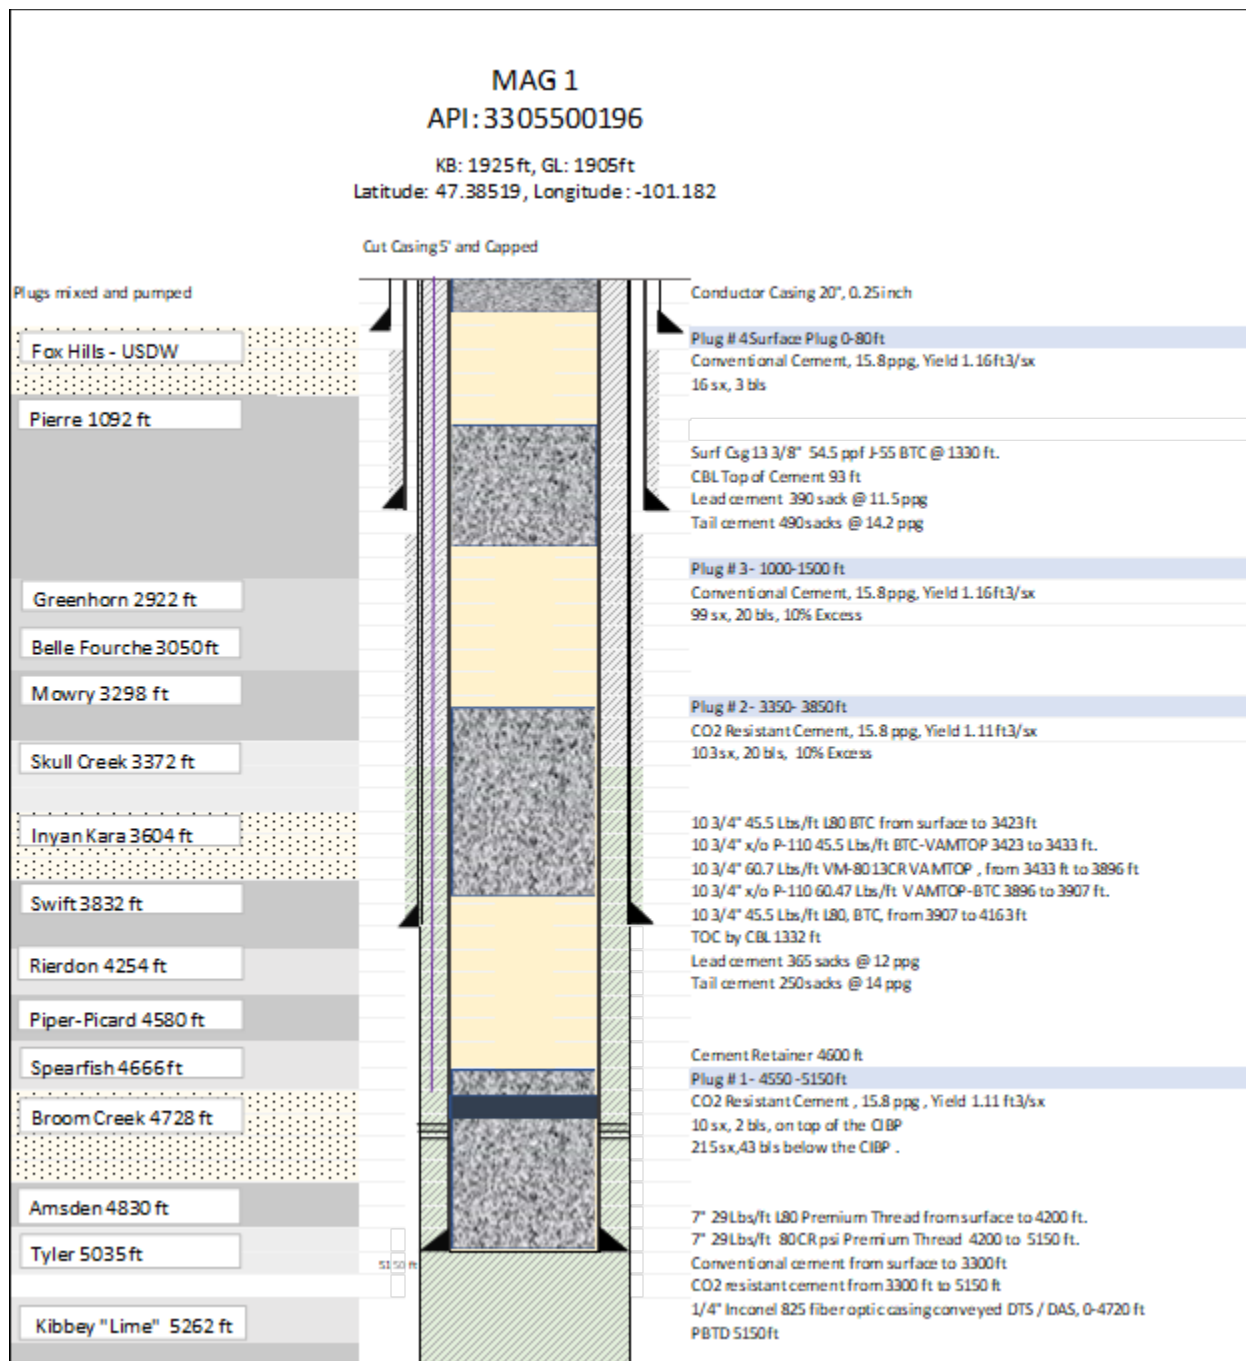 MAG 1
API: 3305500196
KB: 1925ft, GL: 1905ft
Latitude: 47.38519, Longitude: -101.182
Cut Casing 5' and Capped
Plugs mixed and pumped
Fox Hills - USDW
Pierre 1092 ft
Greenhorn 2922 ft
Belle Fourche 3050ft
Mowry 3298 ft
Skull Creek 3372 ft
Inyan Kara 3604 ft
Swift 3832 ft
Rierdon 4254 ft
Piper-Picard 4580 ft
Spearfish 4666ft
Broom Creek 4728 ft
Amsden 4830 ft
Tyler 5035ft
Kibbey "Lime" 5262 ft
5150 ft
Conductor Casing 20", 0.25inch
Plug # 4Surface Plug 0-80ft
Conventional Cement, 15.8ppg, Yield 1.16ft3/sx
16 sx, 3 bls
Surf Csg 13 3/8" 54.5 ppf J-55 BTC @ 1330 ft.
CBL Top of Cement 93 ft
Lead cement 390 sack @ 11.5ppg
Tail cement 490sacks @ 14.2 ppg
Plug # 3- 1000-1500 ft
Conventional Cement, 15.8ppg, Yield 1.16ft3/sx
99 sx, 20 bls, 10% Excess
Plug # 2- 3350- 3850ft
CO2 Resistant Cement, 15.8 ppg, Yield 1.11ft3/sx
103sx, 20 bls, 10% Excess
10 3/4" 45.5 Lbs/ft L80 BTC from surface to 3423ft
10 3/4" x/o P-110 45.5 Lbs/ft BTC-VAMTOP 3423 to 3433 ft.
10 3/4" 60.7 Lbs/ft VM-8013CR VAMTOP , from 3433 ft to 3896 ft
10 3/4" x/o P-110 60.47 Lbs/ft VAMTOP-BTC 3896 to 3907 ft.
10 3/4" 45.5 Lbs/ft L80, BTC, from 3907 to 4163ft
TOC by CBL 1332 ft
Lead cement 365 sacks @ 12 ppg
Tail cement 250sacks @ 14 ppg
Cement Retainer 4600 ft
Plug # 1- 4550 -5150ft
CO2 Resistant Cement , 15.8 ppg , Yield 1.11 ft3/sx
10 sx, 2 bls, on top of the CIBP
215sx,43 bls below the CIBP .
7" 29Lbs/ft L80 Premium Thread from surface to 4200 ft.
7" 29Lbs/ft 80CR psi Premium Thread 4200 to 5150 ft.
Conventional cement from surface to 3300ft
CO2 resistant cement from 3300 ft to 5150 ft
1/4" Inconel 825 fiber optic casing conveyed DTS / DAS, 0-4720 ft
PBTD 5150ft